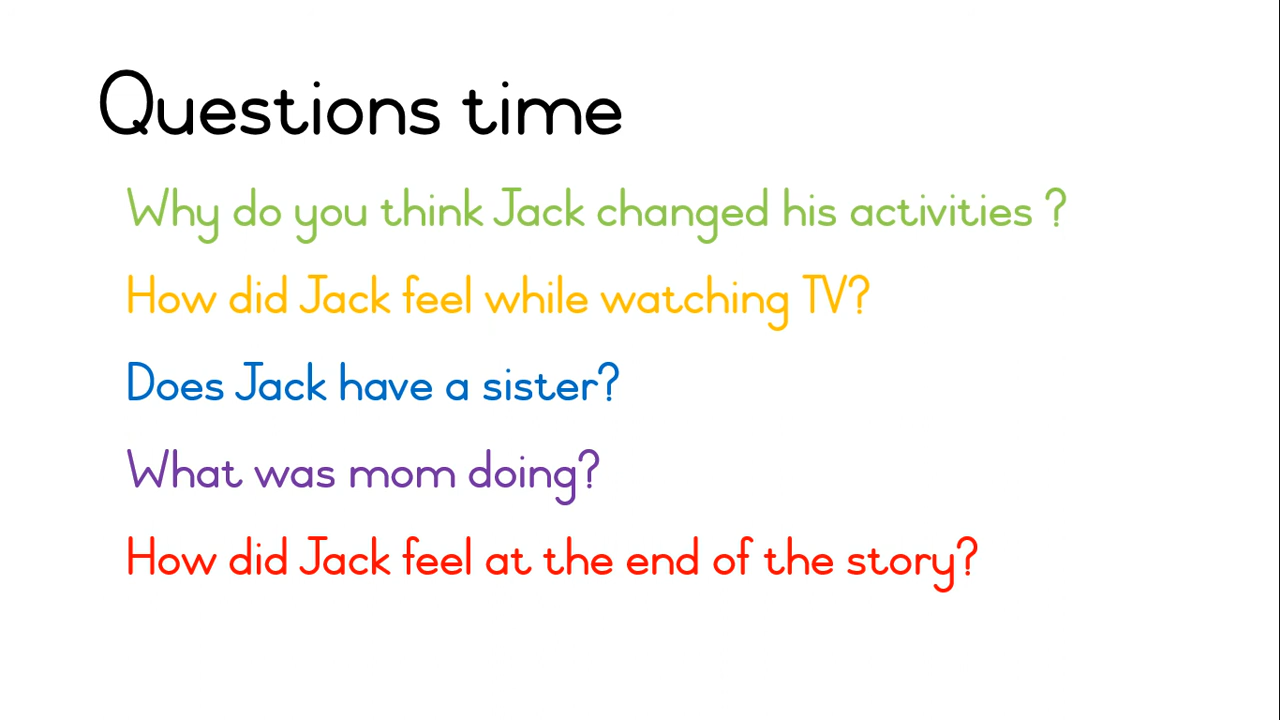 Questions time
Why do you think Jack changed his activities ?
How did Jack feel while watching TV?
Does Jack have a sister?
What was mom doing?
How did Jack feel at the end of the story?